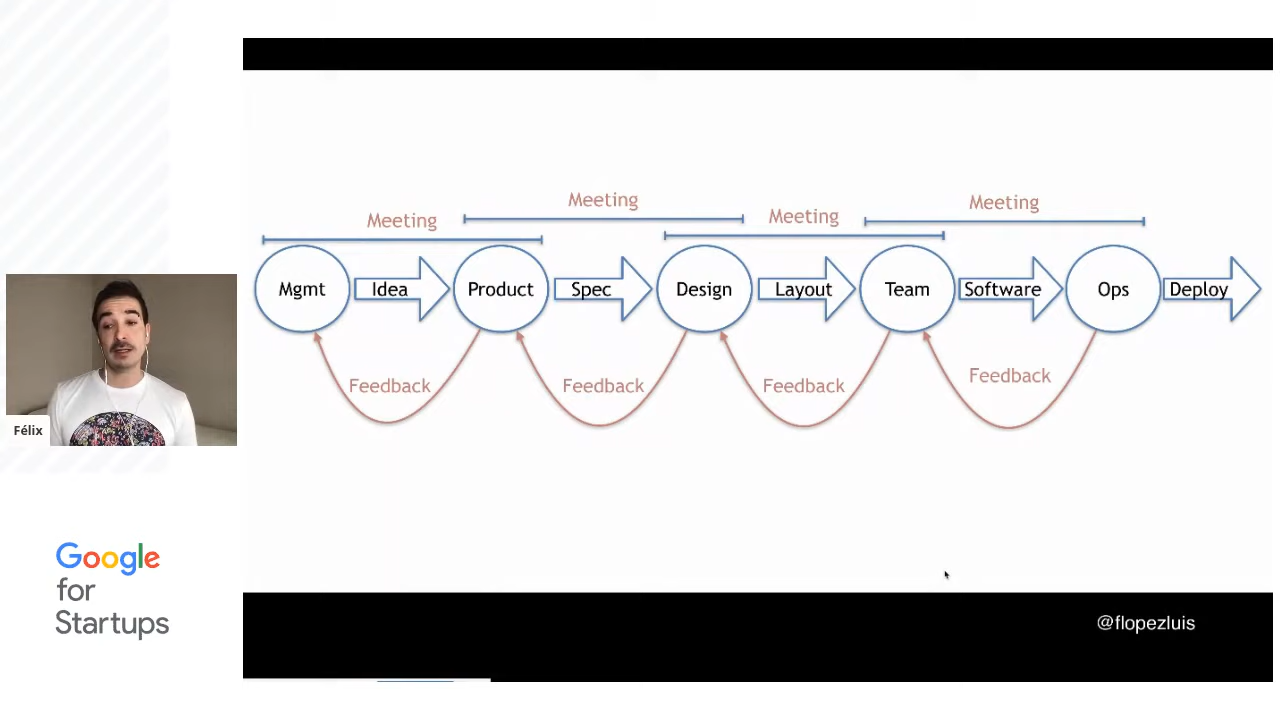 Meeting
Meeting
Meeting
Meeting
Mgmt
Idea
Product
Spec
Design
Layout
Team
Software
Ops
Deploy
Feedback
Feedback
Feedback
Feedback
Félix
Google
for
Startups
@flopezluis